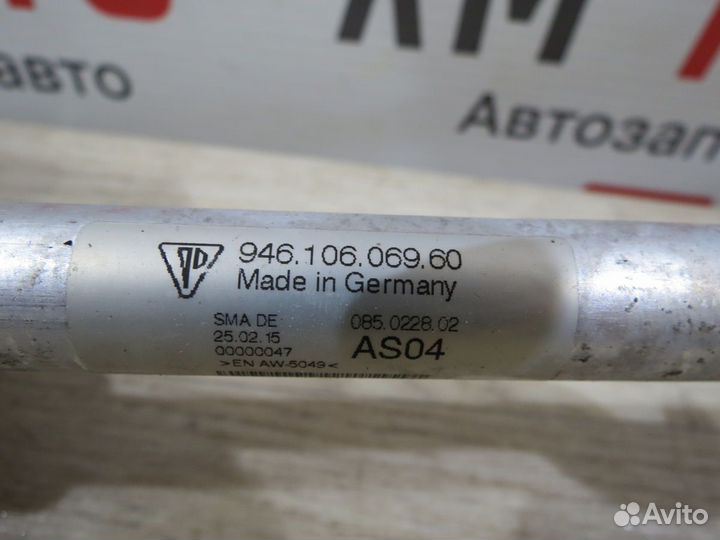 авто
КМ
Автозап
946.106.069.60
Made in Germany
SMA DE 085.0228.02
25.02.15
00000047 AS04
>EN AW-5049<
Avito